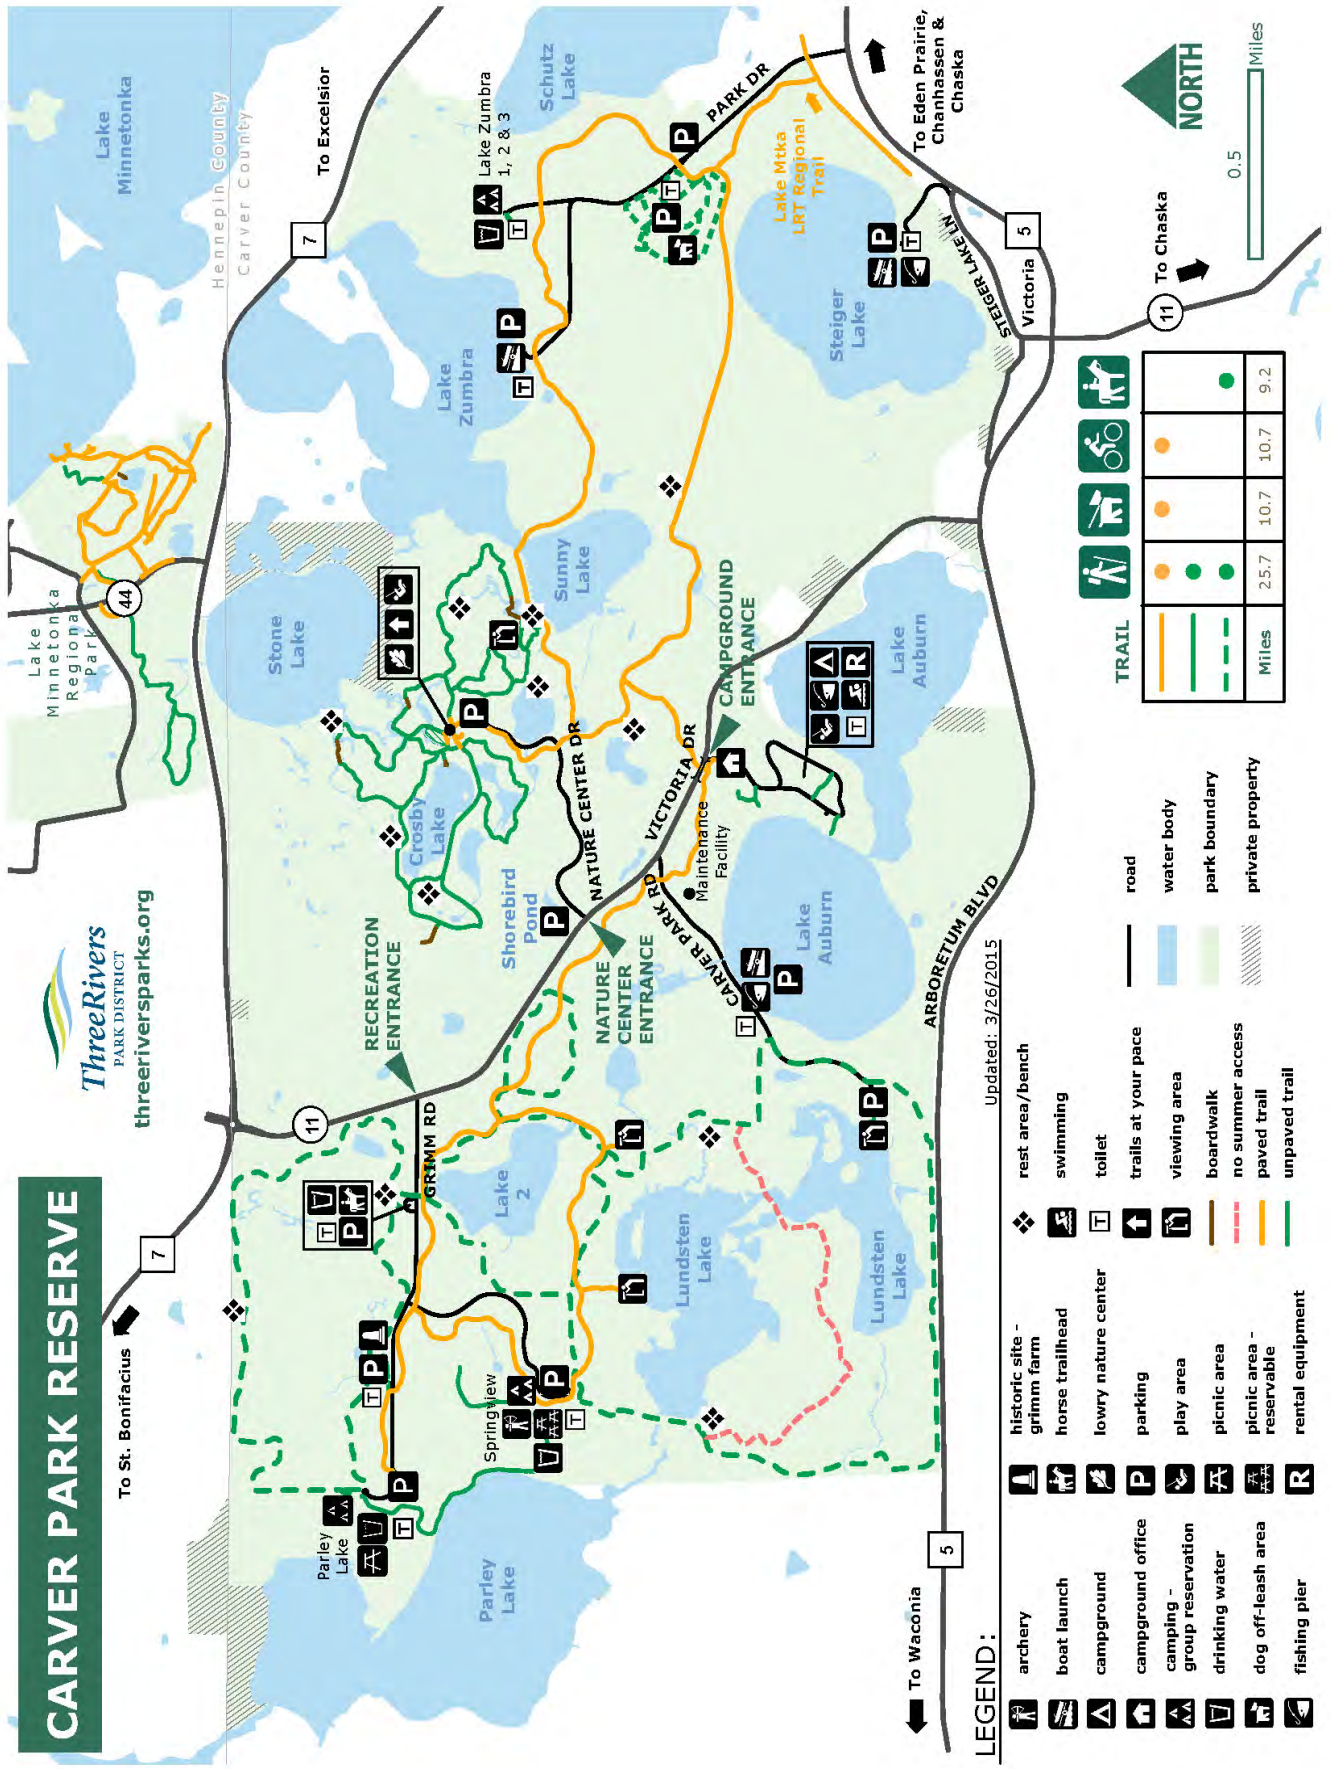 CARVER PARK RESERVE
ThreeRivers
PARK DISTRICT
threeriversparks.org
Lake
Minnetonka
Regional
Park
44
Lake
Minnetonka
Hennepin County
Carver County
To St. Bonifacius
7
11
To Excelsior
7
Stone
Lake
Lake
Zumbra
Lake Zumbra
1, 2 & 3
T
Schutz
Lake
PARK DR
P
T
P
To Eden Prairie,
Chanhassen &
Chaska
NORTH
0.5
Miles
Lake Mtka
LRT Regional
Trail
P
T
RECREATION
ENTRANCE
GRIMM RD
T
P
Crosby
Lake
Shorebird
Pond
P
P
Sunny
Lake
NATURE CENTER DR
NATURE
CENTER
ENTRANCE
VICTORIA DR
CAMPGROUND
ENTRANCE
Maintenance
Facility
CARVER PARK RD
Parley
Lake
T
P
T
P
Springview
P
T
Parley
Lake
Lake
2
Lundsten
Lake
Lundsten
Lake
P
T
P
Lake
Auburn
T
R
Lake
Auburn
Steiger
Lake
P
T
STEIGER LAKE LN
Victoria
5
To Chaska
11
ARBORETUM BLVD
To Waconia
5
Updated: 3/26/2015
LEGEND:
archery
boat launch
campground
campground office
camping -
group reservation
drinking water
dog off-leash area
fishing pier
historic site -
grimm farm
horse trailhead
lowry nature center
P
parking
play area
picnic area
picnic area -
reservable
R
rental equipment
rest area/bench
swimming
T
toilet
trails at your pace
viewing area
boardwalk
no summer access
paved trail
unpaved trail
road
water body
park boundary
private property
TRAIL
Miles
25.7
10.7
10.7
9.2